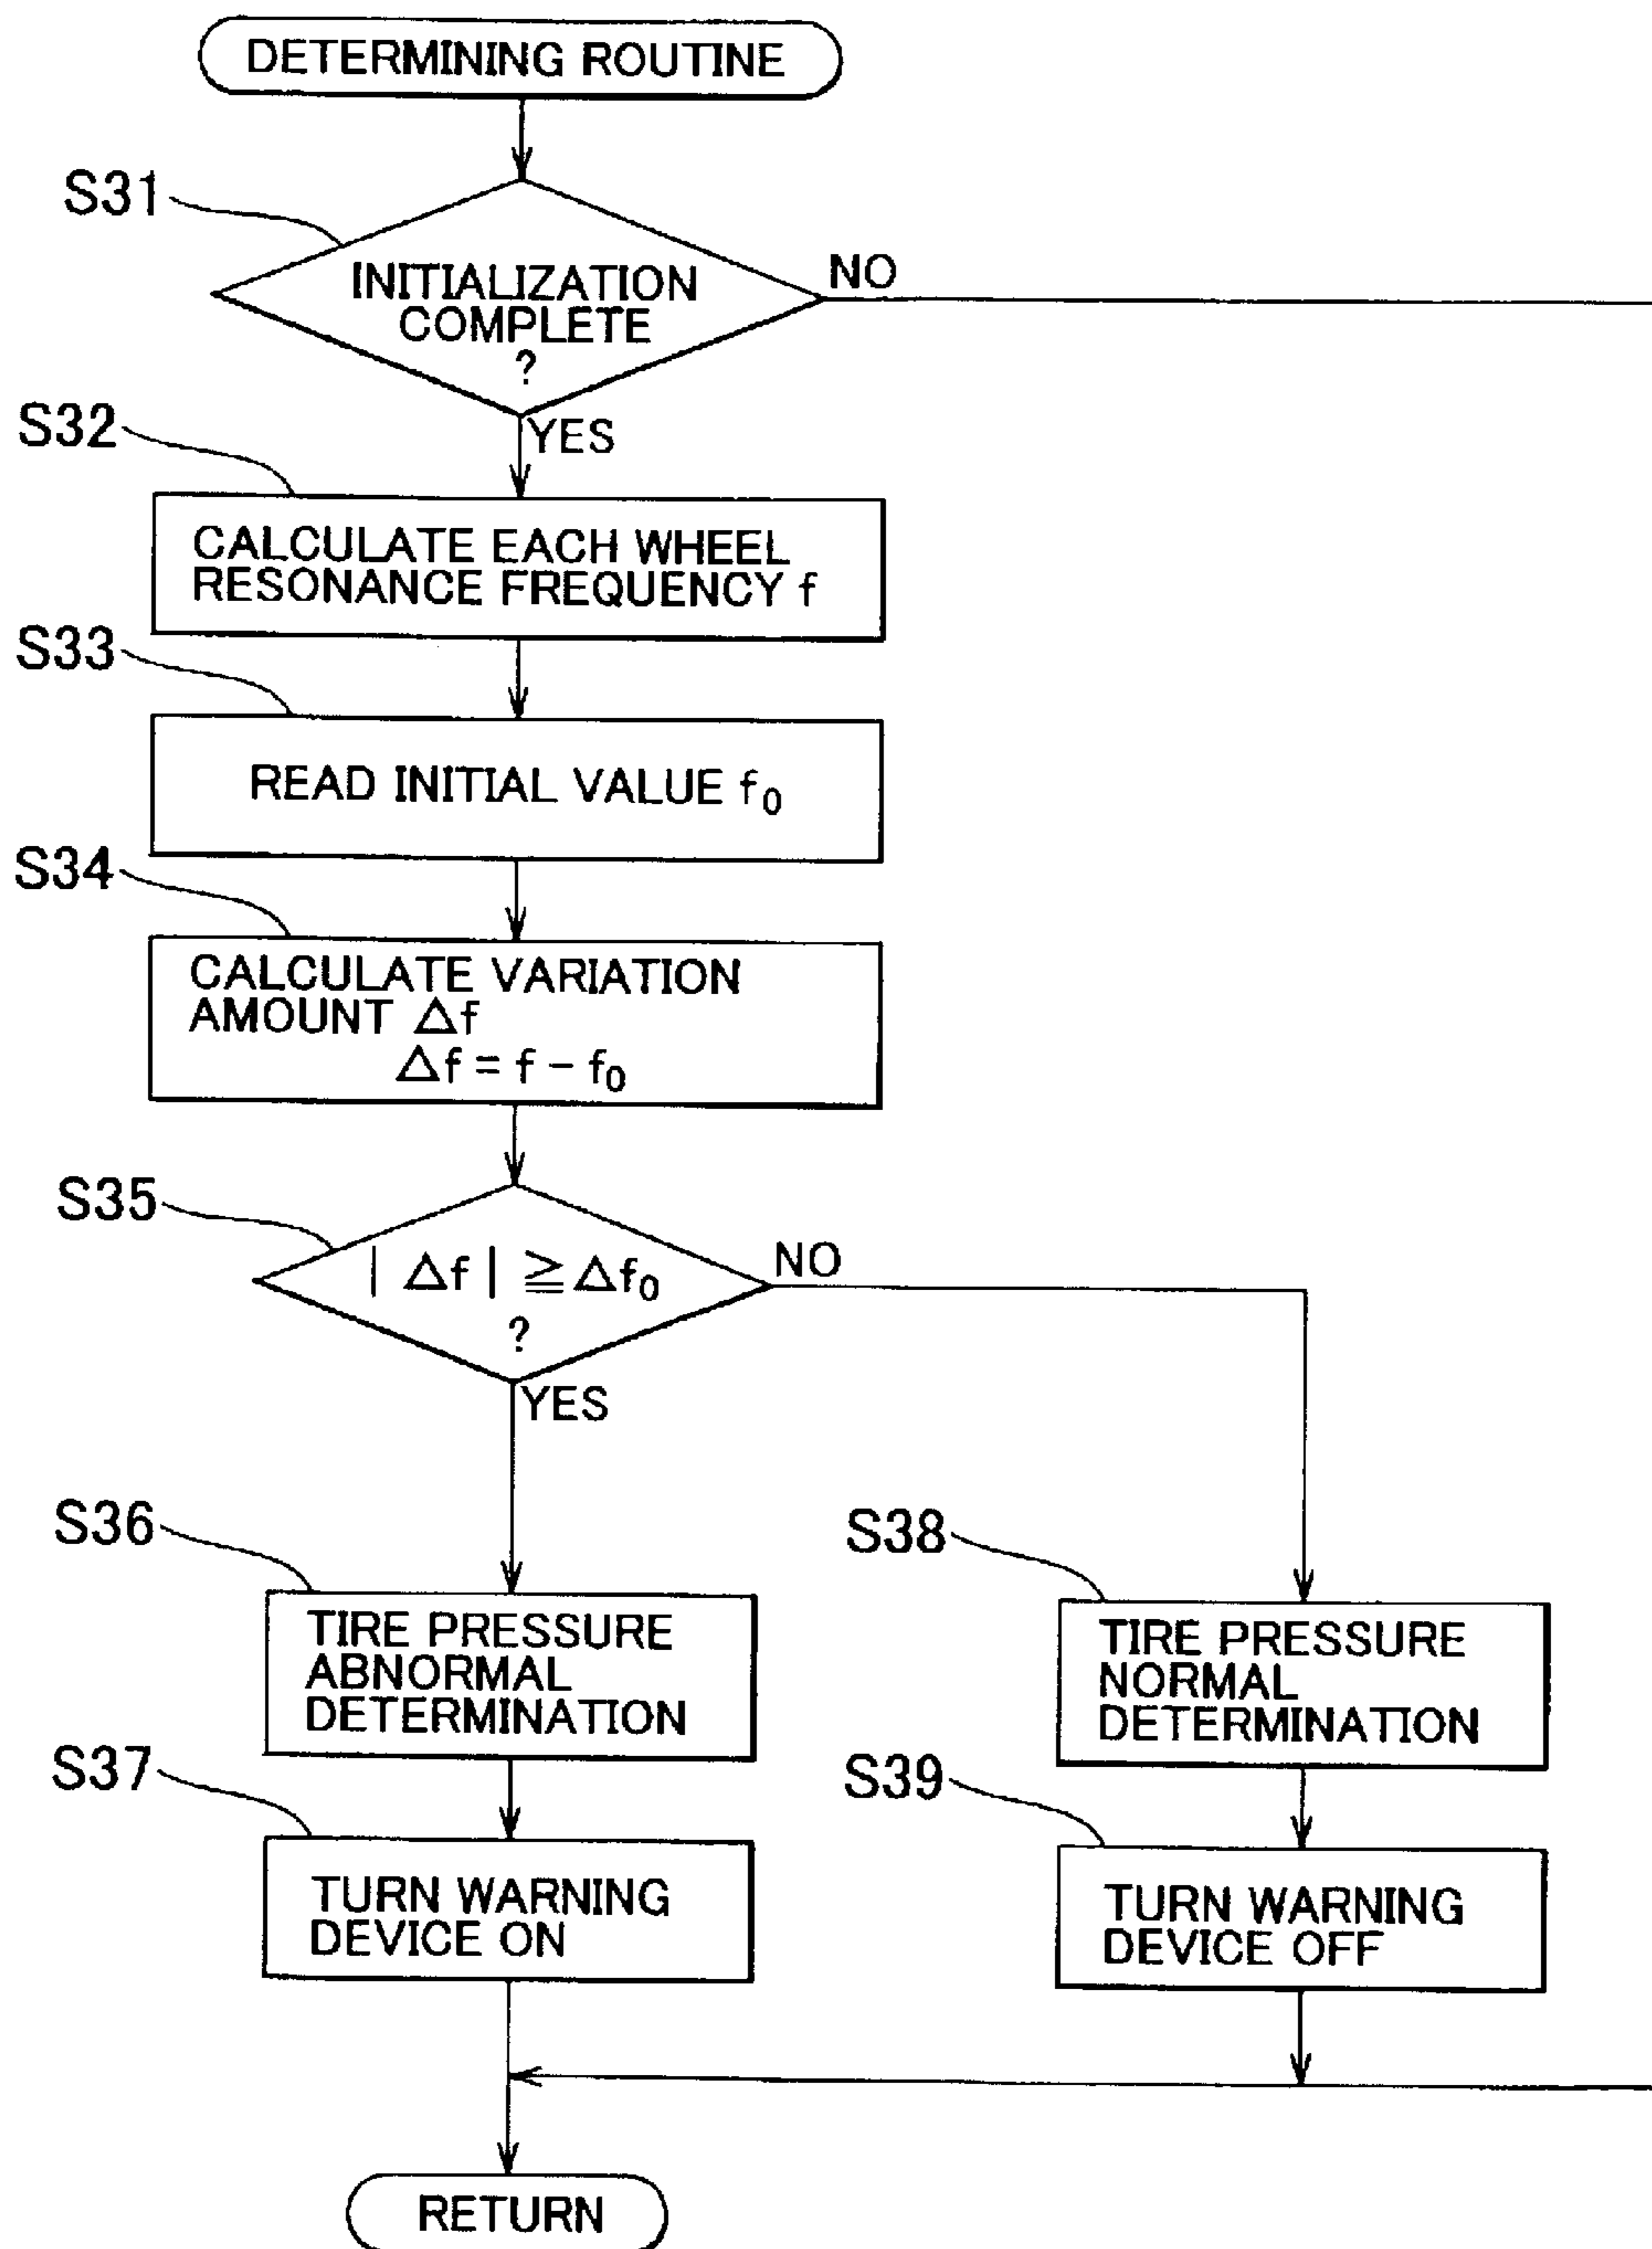 DETERMINING ROUTINE
S31
INITIALIZATION
COMPLETE
?
NO
YES
S32
CALCULATE EACH WHEEL
RESONANCE FREQUENCY f
S33
READ INITIAL VALUE f₀
S34
CALCULATE VARIATION
AMOUNT Δf
Δf = f − f₀
S35
| Δf | ≧ Δf₀
?
NO
YES
S36
TIRE PRESSURE
ABNORMAL
DETERMINATION
S38
TIRE PRESSURE
NORMAL
DETERMINATION
S37
TURN WARNING
DEVICE ON
S39
TURN WARNING
DEVICE OFF
RETURN